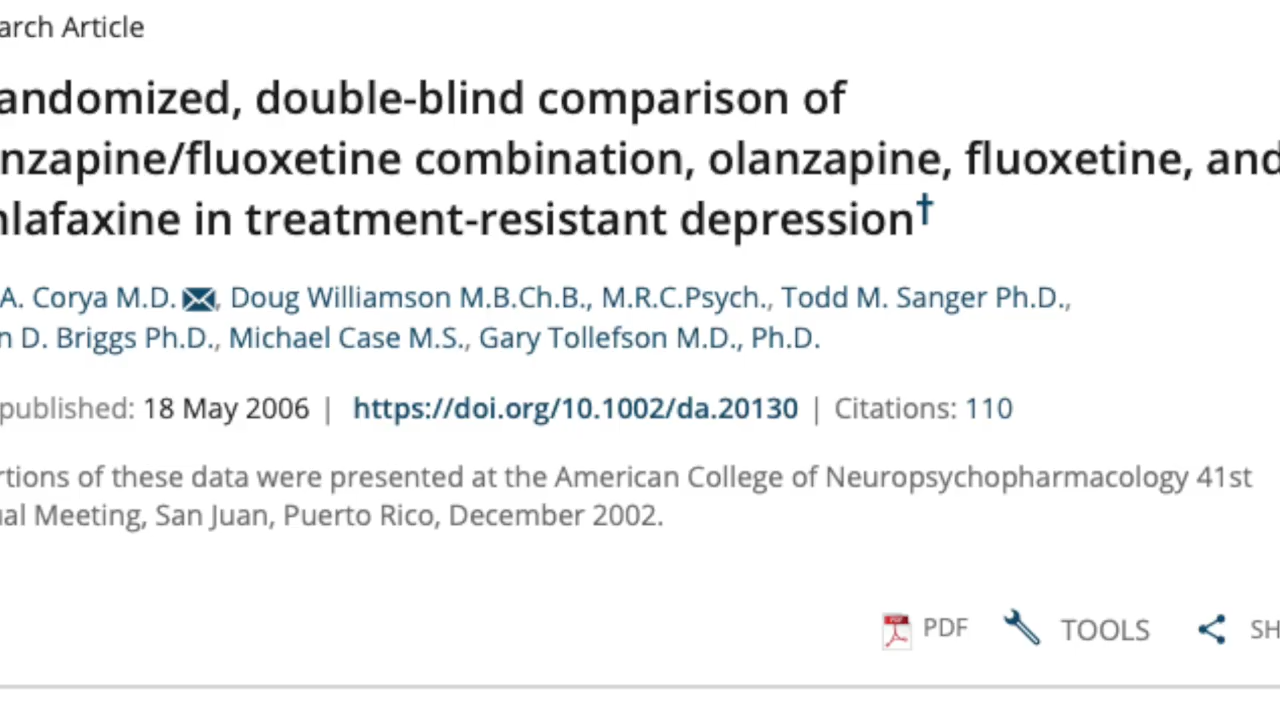 arch Article
andomized, double-blind comparison of
nzapine/fluoxetine combination, olanzapine, fluoxetine, and
nlafaxine in treatment-resistant depression†
A. Corya M.D. , Doug Williamson M.B.Ch.B., M.R.C.Psych., Todd M. Sanger Ph.D.,
n D. Briggs Ph.D., Michael Case M.S., Gary Tollefson M.D., Ph.D.
published: 18 May 2006 | https://doi.org/10.1002/da.20130 | Citations: 110
rtions of these data were presented at the American College of Neuropsychopharmacology 41st
ual Meeting, San Juan, Puerto Rico, December 2002.
PDF TOOLS SH